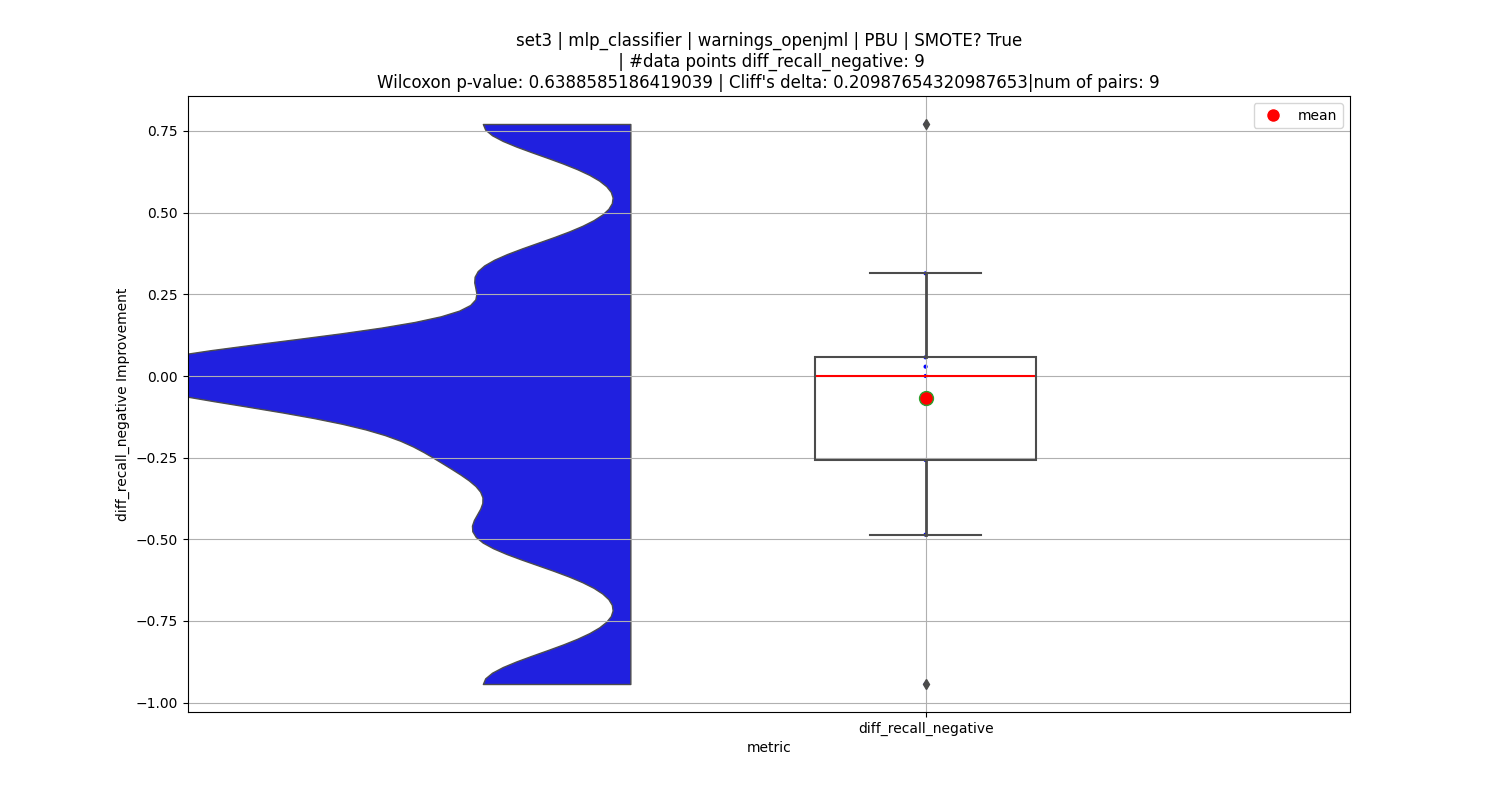 set3 | mlp_classifier | warnings_openjml | PBU | SMOTE? True
| #data points diff_recall_negative: 9
Wilcoxon p-value: 0.6388585186419039 | Cliff's delta: 0.20987654320987653|num of pairs: 9
mean
0.75
0.50
0.25
0.00
−0.25
−0.50
−0.75
−1.00
diff_recall_negative Improvement
diff_recall_negative
metric